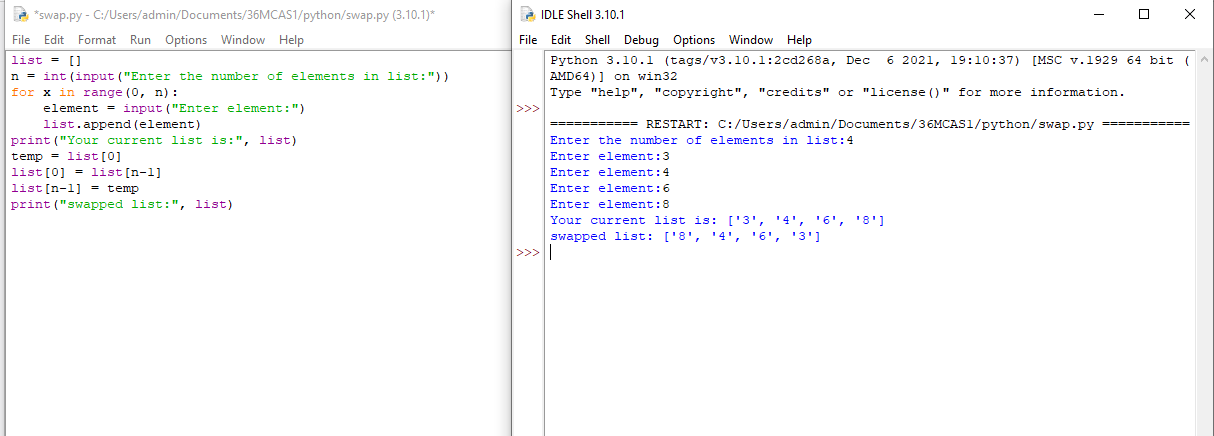 *swap.py - C:/Users/admin/Documents/36MCAS1/python/swap.py (3.10.1)*
File Edit Format Run Options Window Help
list = []
n = int(input("Enter the number of elements in list:"))
for x in range(0, n):
    element = input("Enter element:")
    list.append(element)
print("Your current list is:", list)
temp = list[0]
list[0] = list[n-1]
list[n-1] = temp
print("swapped list:", list)
IDLE Shell 3.10.1
File Edit Shell Debug Options Window Help
Python 3.10.1 (tags/v3.10.1:2cd268a, Dec  6 2021, 19:10:37) [MSC v.1929 64 bit (
AMD64)] on win32
Type "help", "copyright", "credits" or "license()" for more information.
>>>
=========== RESTART: C:/Users/admin/Documents/36MCAS1/python/swap.py ===========
Enter the number of elements in list:4
Enter element:3
Enter element:4
Enter element:6
Enter element:8
Your current list is: ['3', '4', '6', '8']
swapped list: ['8', '4', '6', '3']
>>>